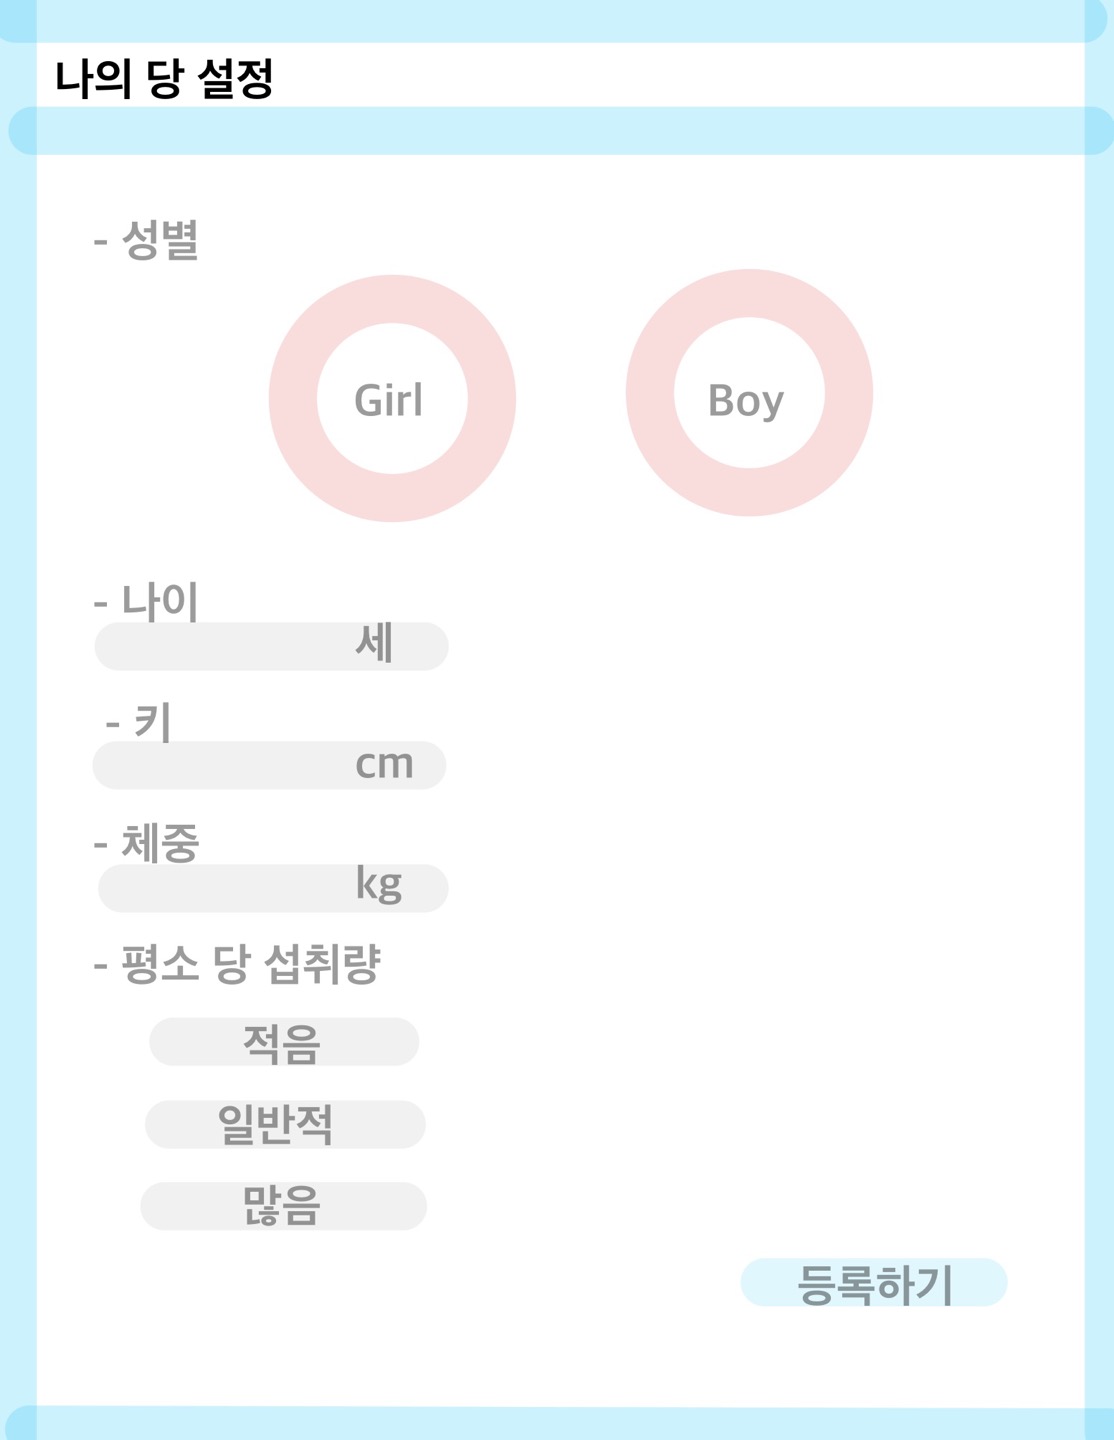 나의 당 설정
- 성별
Girl
Boy
- 나이
세
- 키
cm
- 체중
kg
- 평소 당 섭취량
적음
일반적
많음
등록하기